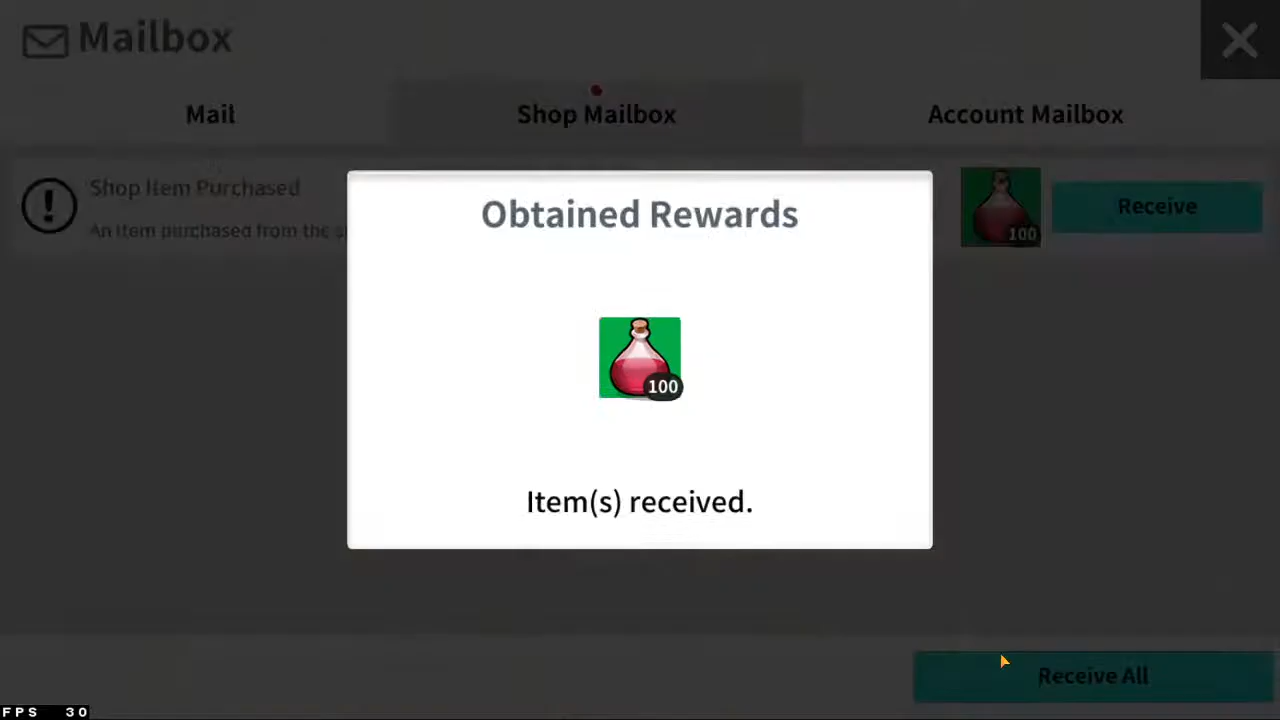 Mailbox
Mail
Shop Mailbox
Account Mailbox
Shop Item Purchased
An item purchased from the
100
Receive
Obtained Rewards
100
Item(s) received.
Receive All
FPS 30